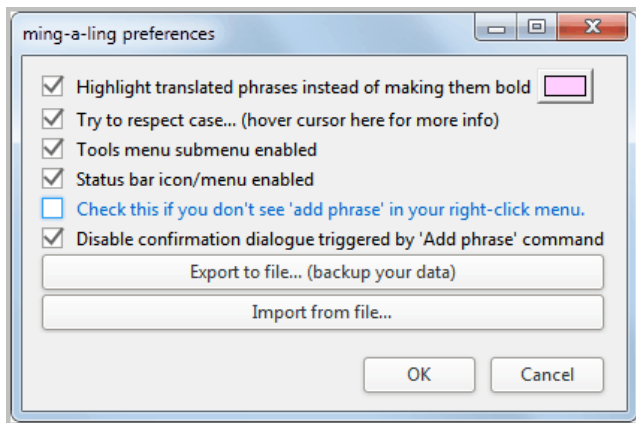 ming-a-ling preferences
Highlight translated phrases instead of making them bold
Try to respect case... (hover cursor here for more info)
Tools menu submenu enabled
Status bar icon/menu enabled
Check this if you don't see 'add phrase' in your right-click menu.
Disable confirmation dialogue triggered by 'Add phrase' command
Export to file... (backup your data)
Import from file...
OK Cancel